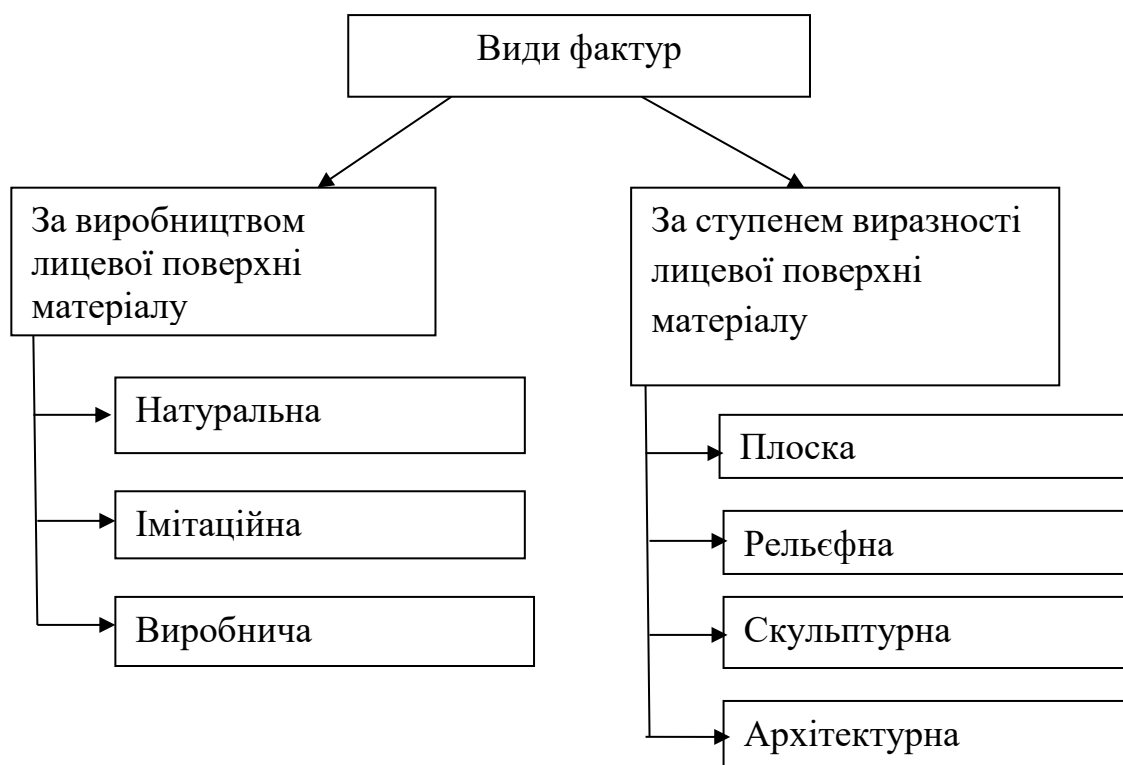 Види фактур
За виробництвом
лицевої поверхні
матеріалу
Натуральна
Імітаційна
Виробнича
За ступенем виразності
лицевої поверхні
матеріалу
Плоска
Рельєфна
Скульптурна
Архітектурна